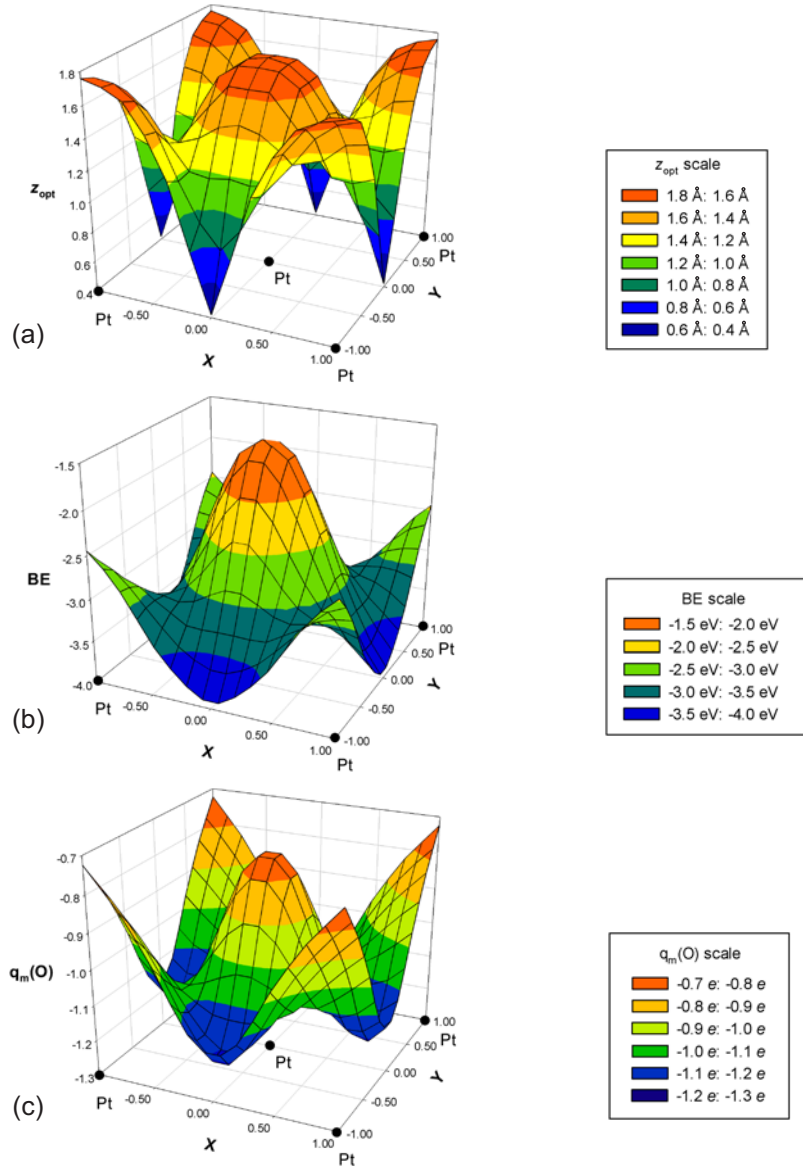 1.8
1.6
1.4
1.2
1.0
0.8
0.6
0.4
z_opt
Pt
-0.50
0.00
0.50
1.00
X
Pt
Pt
-1.00
-0.50
0.00
0.50
1.00
Pt
Y
(a)
z_opt scale
1.8 Å: 1.6 Å
1.6 Å: 1.4 Å
1.4 Å: 1.2 Å
1.2 Å: 1.0 Å
1.0 Å: 0.8 Å
0.8 Å: 0.6 Å
0.6 Å: 0.4 Å
-1.5
-2.0
-2.5
-3.0
-3.5
-4.0
BE
Pt
-0.50
0.00
0.50
1.00
X
Pt
-1.00
-0.50
0.00
0.50
1.00
Pt
Y
(b)
BE scale
-1.5 eV: -2.0 eV
-2.0 eV: -2.5 eV
-2.5 eV: -3.0 eV
-3.0 eV: -3.5 eV
-3.5 eV: -4.0 eV
-0.7
-0.8
-0.9
-1.0
-1.1
-1.2
-1.3
q_m(O)
Pt
-0.50
0.00
0.50
1.00
X
Pt
Pt
-1.00
-0.50
0.00
0.50
1.00
Pt
Y
(c)
q_m(O) scale
-0.7 e: -0.8 e
-0.8 e: -0.9 e
-0.9 e: -1.0 e
-1.0 e: -1.1 e
-1.1 e: -1.2 e
-1.2 e: -1.3 e